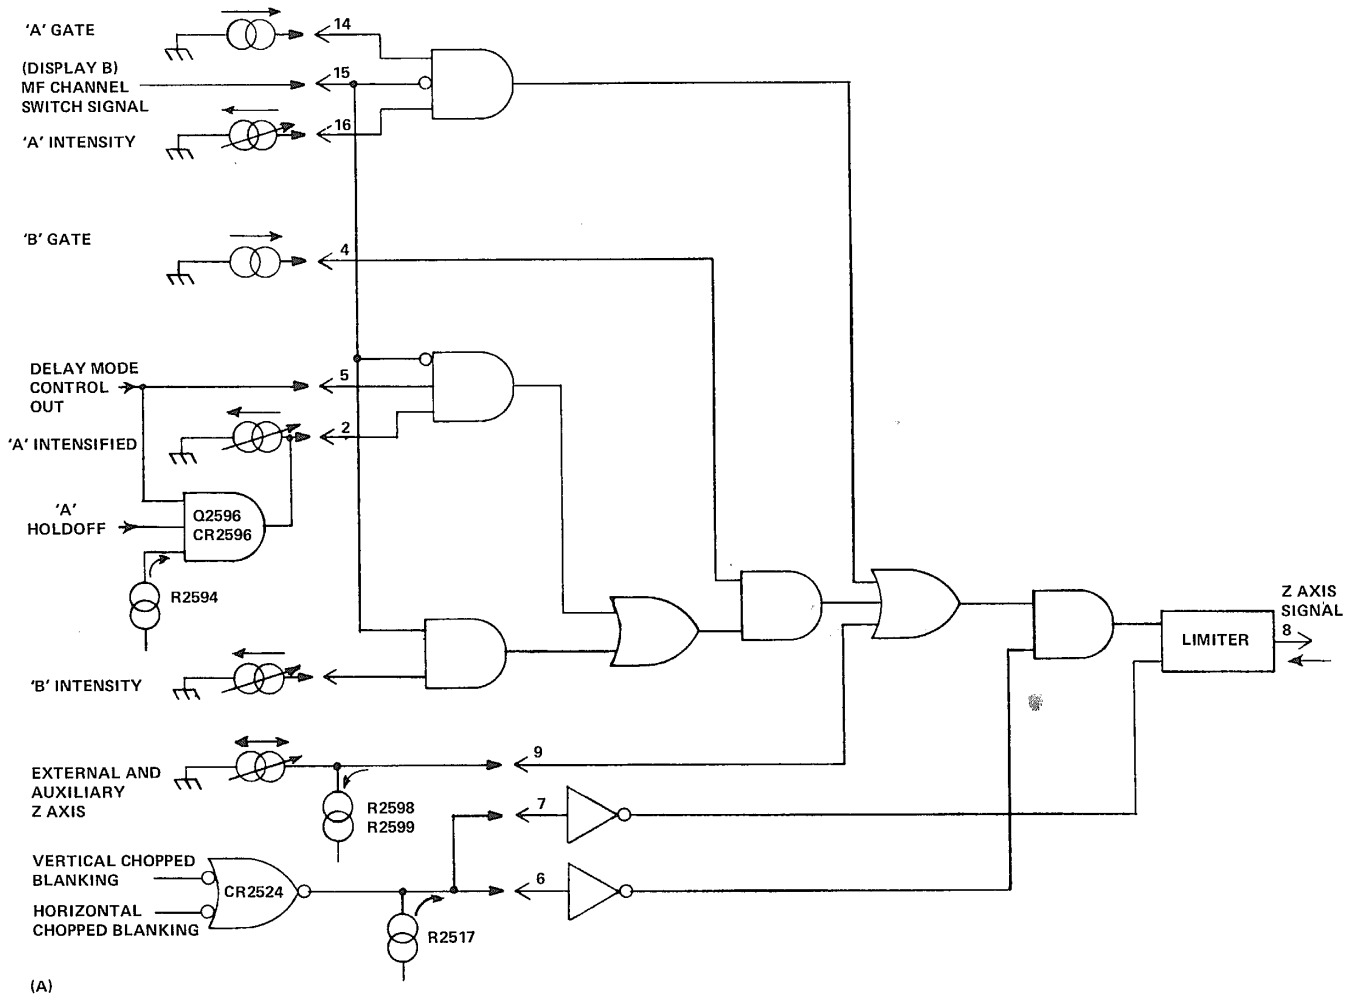 'A' GATE
14
(DISPLAY B)
MF CHANNEL
SWITCH SIGNAL
15
'A' INTENSITY
16
'B' GATE
4
DELAY MODE
CONTROL
OUT
5
'A' INTENSIFIED
2
'A'
HOLDOFF
Q2596
CR2596
R2594
'B' INTENSITY
LIMITER
Z AXIS
SIGNAL
8
EXTERNAL AND
AUXILIARY
Z AXIS
9
R2598
R2599
7
VERTICAL CHOPPED
BLANKING
HORIZONTAL
CHOPPED BLANKING
CR2524
6
R2517
(A)